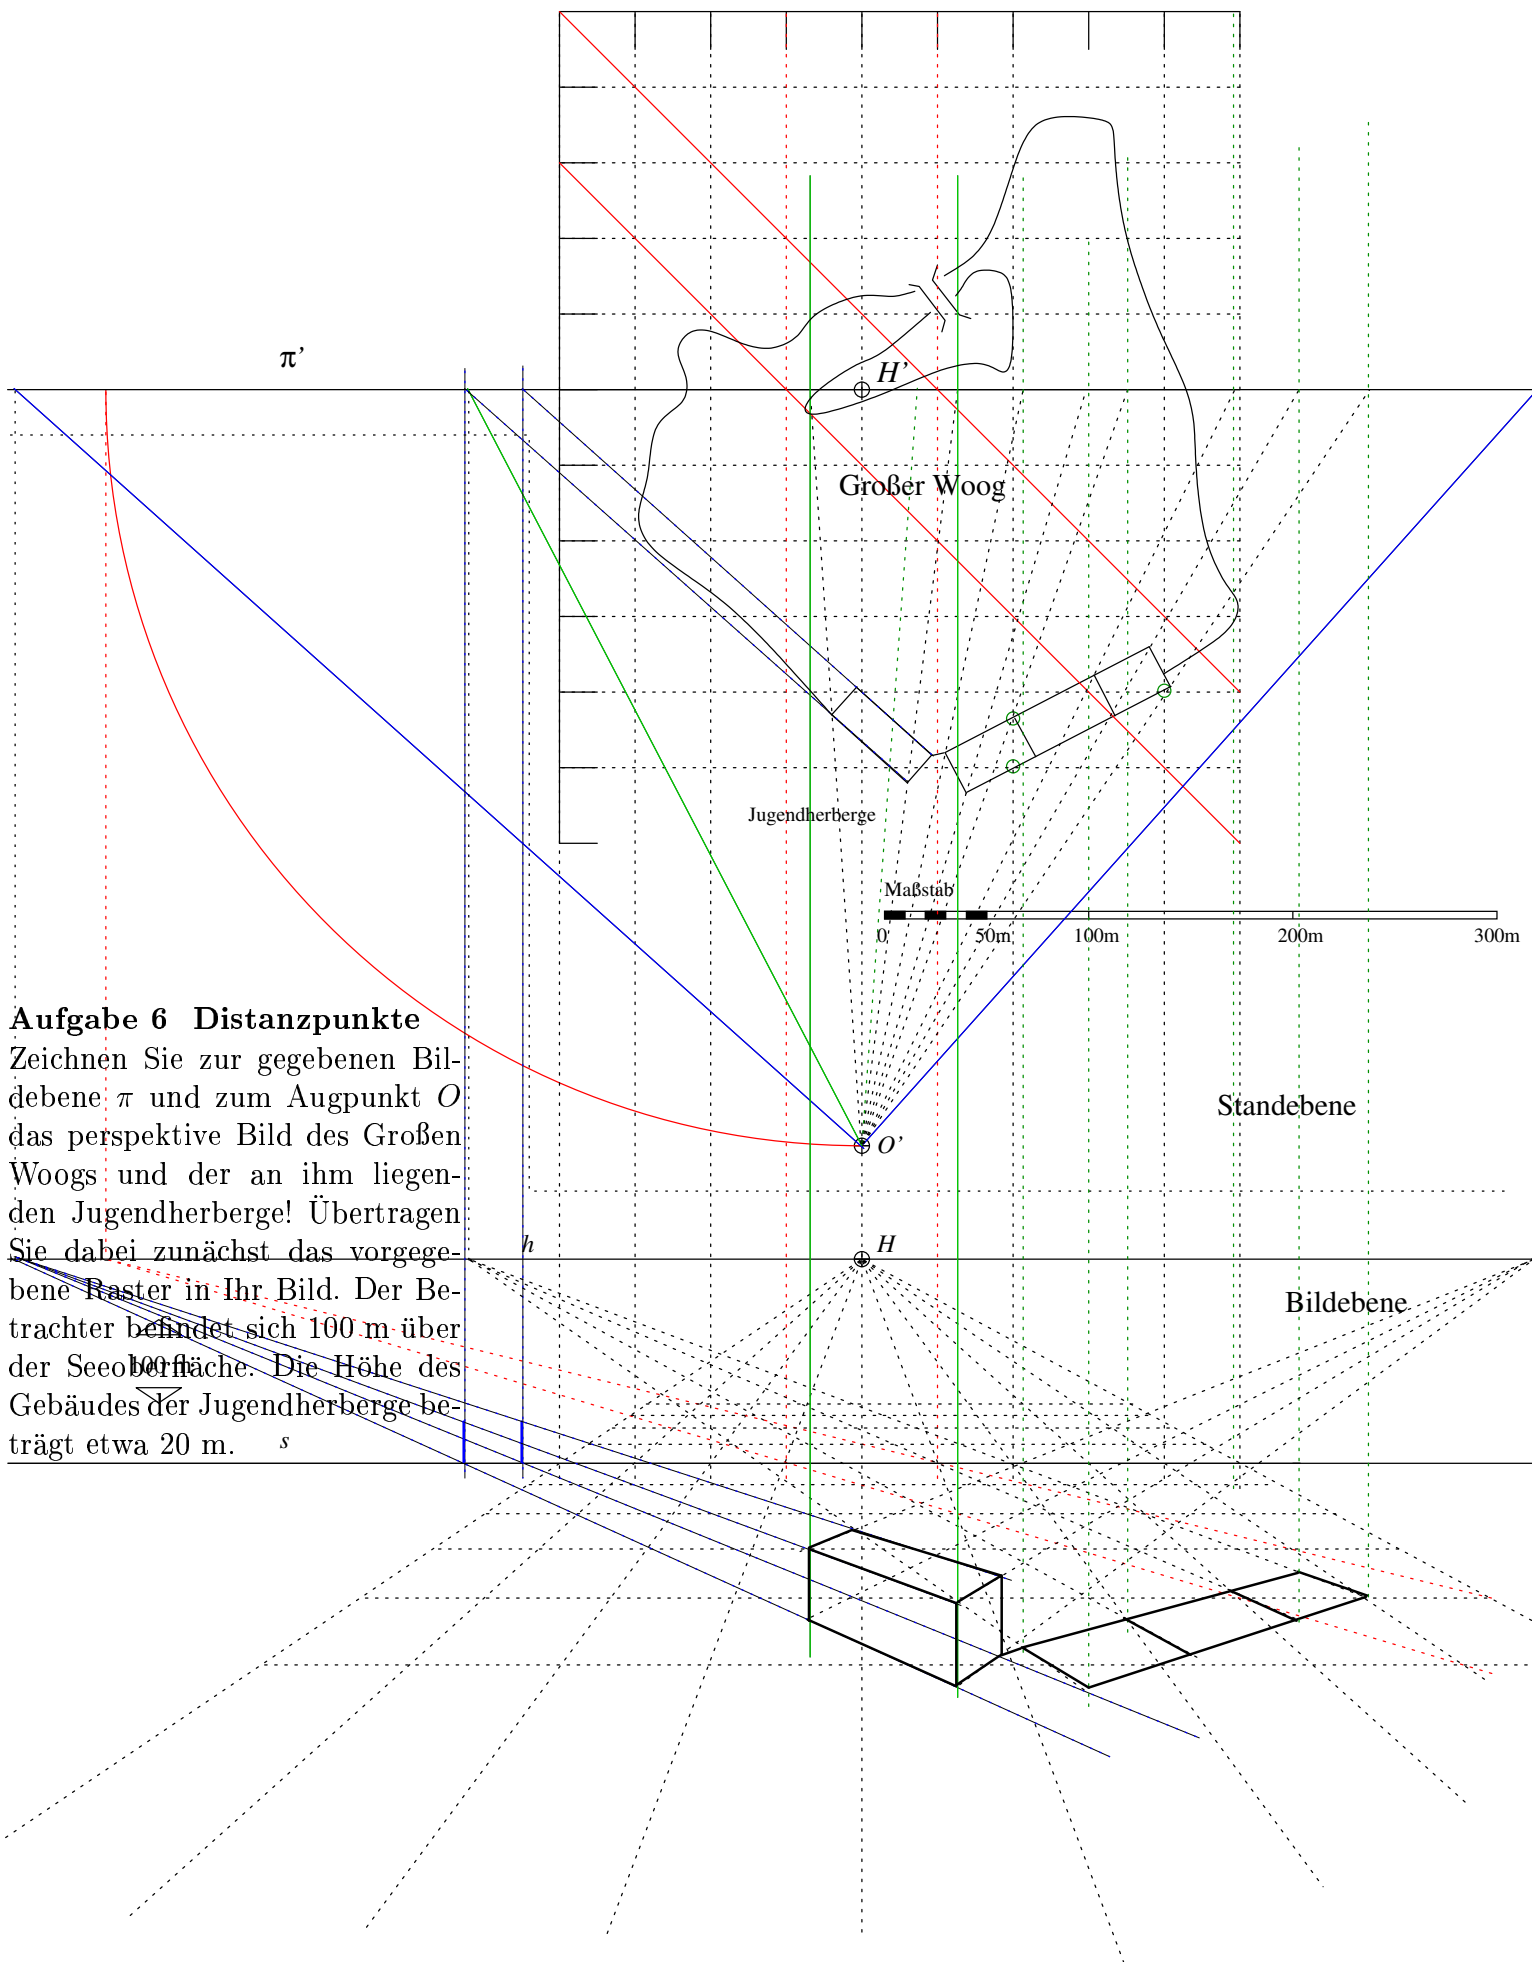 π'
H'
Großer Woog
Jugendherberge
Maßstab
0 50m 100m 200m 300m
Aufgabe 6 Distanzpunkte
Zeichnen Sie zur gegebenen Bil-
debene π und zum Augpunkt O
das perspektive Bild des Großen
Woogs und der an ihm liegen-
den Jugendherberge! Übertragen
Sie dabei zunächst das vorgege-
bene Raster in Ihr Bild. Der Be-
trachter befindet sich 100 m über
der Seeoberfläche. Die Höhe des
Gebäudes der Jugendherberge be-
trägt etwa 20 m.
O'
Standebene
h
H
Bildebene
100 m
s